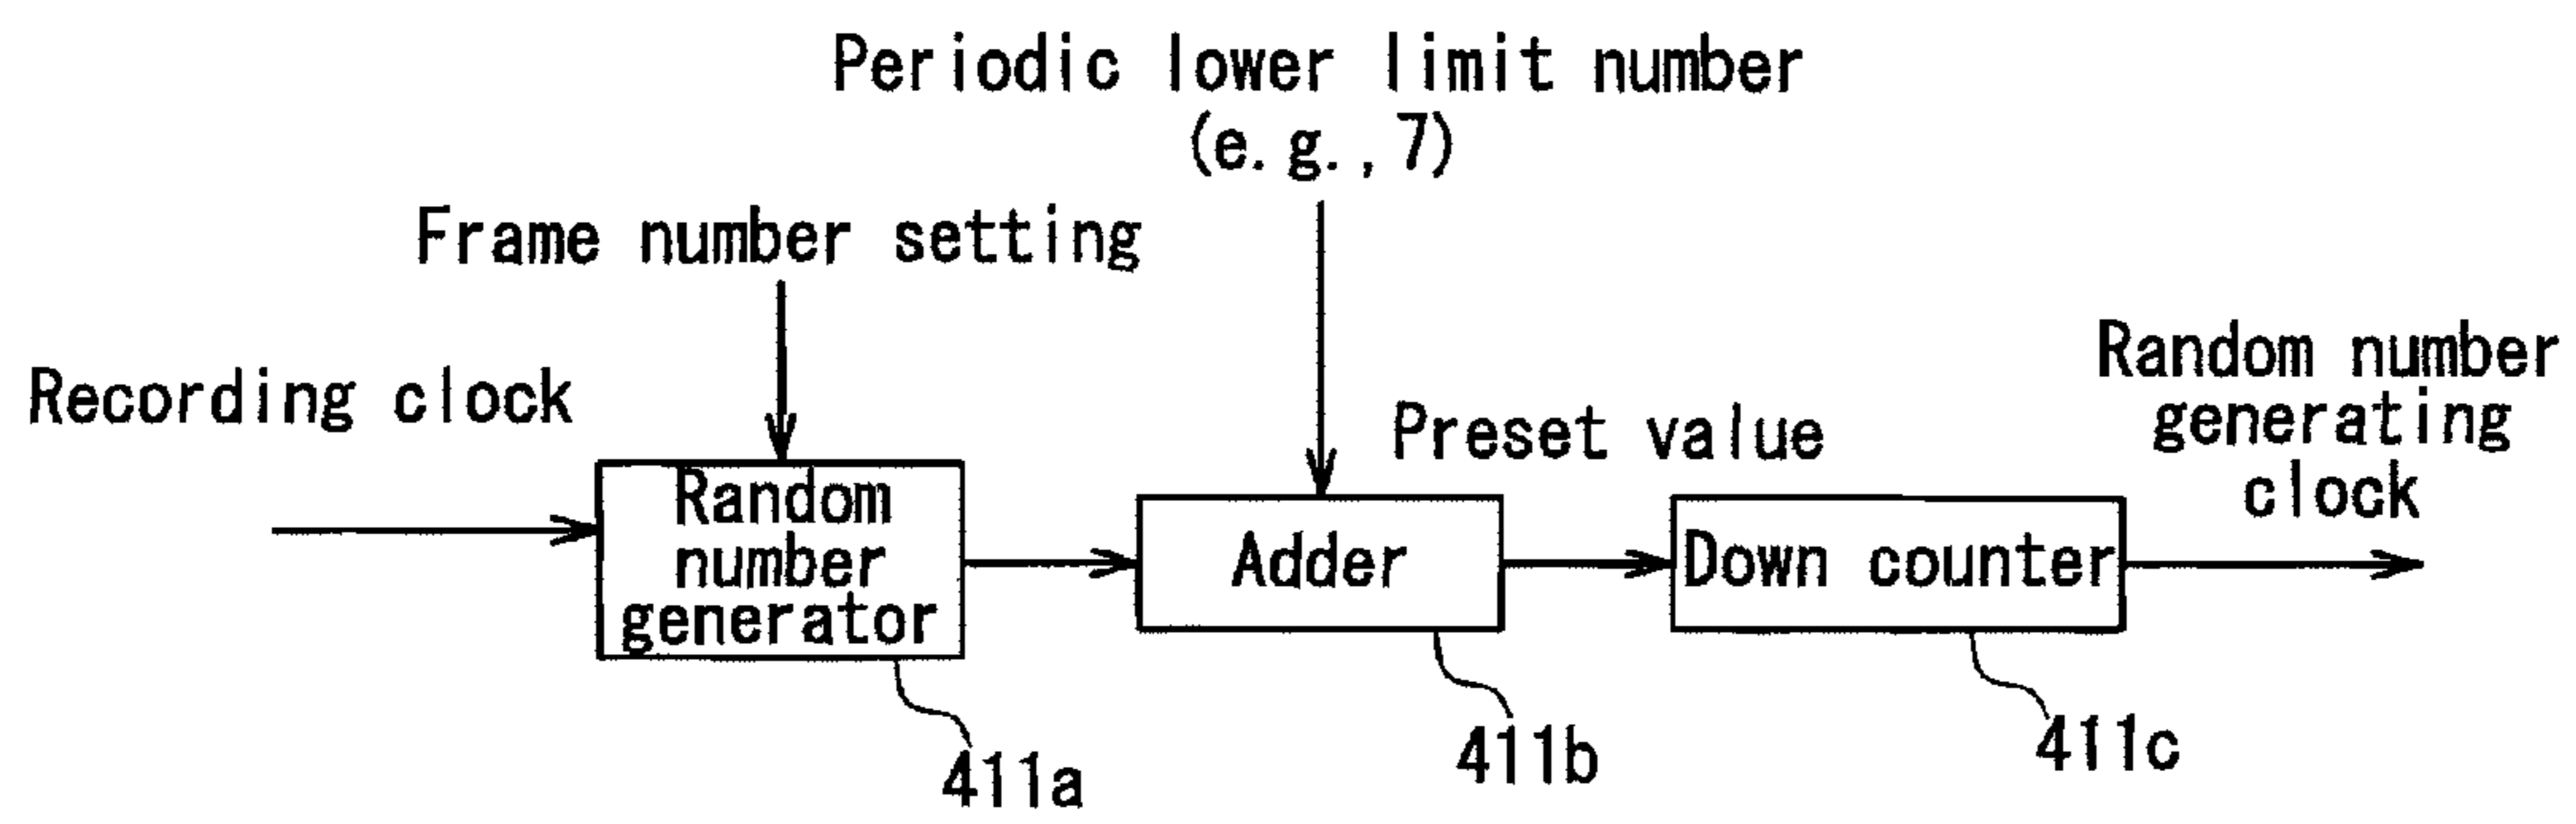 Periodic lower limit number
(e.g.,7)
Frame number setting
Recording clock
Random number
generating
clock
Preset value
Random
number
generator
Adder
Down counter
411a
411b
411c